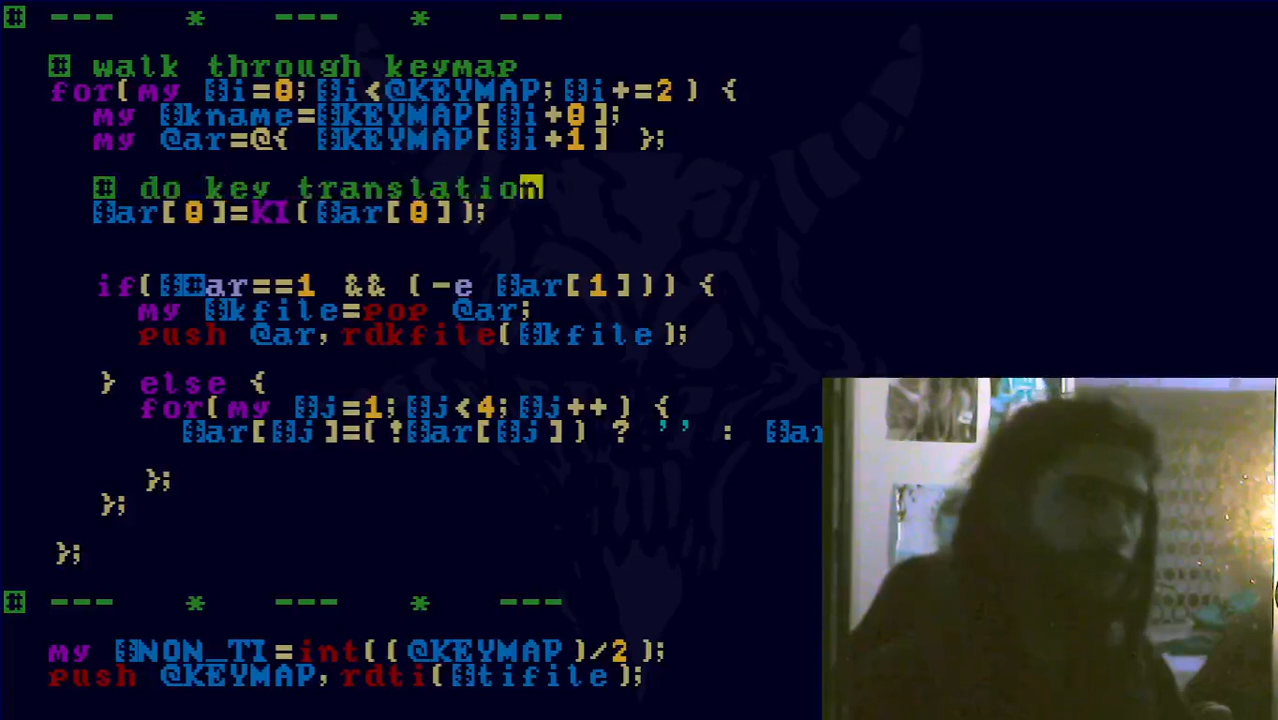 # --- * --- * ---
# walk through keymap
for(my $i=0;$i<@KEYMAP;$i+=2) {
my $kname=$KEYMAP[$i+0];
my @ar=@{ $KEYMAP[$i+1] };
# do key translation
$ar[0]=KI($ar[0]);
if($#ar==1 && (-e $ar[1])) {
my $kfile=pop @ar;
push @ar,rdkfile($kfile);
} else {
for(my $j=1;$j<4;$j++) {
$ar[$j]=(!$ar[$j]) ? '' : $ar
};
};
};
# --- * --- * ---
my $NON_TI=int((@KEYMAP)/2);
push @KEYMAP,rdti($tifile);